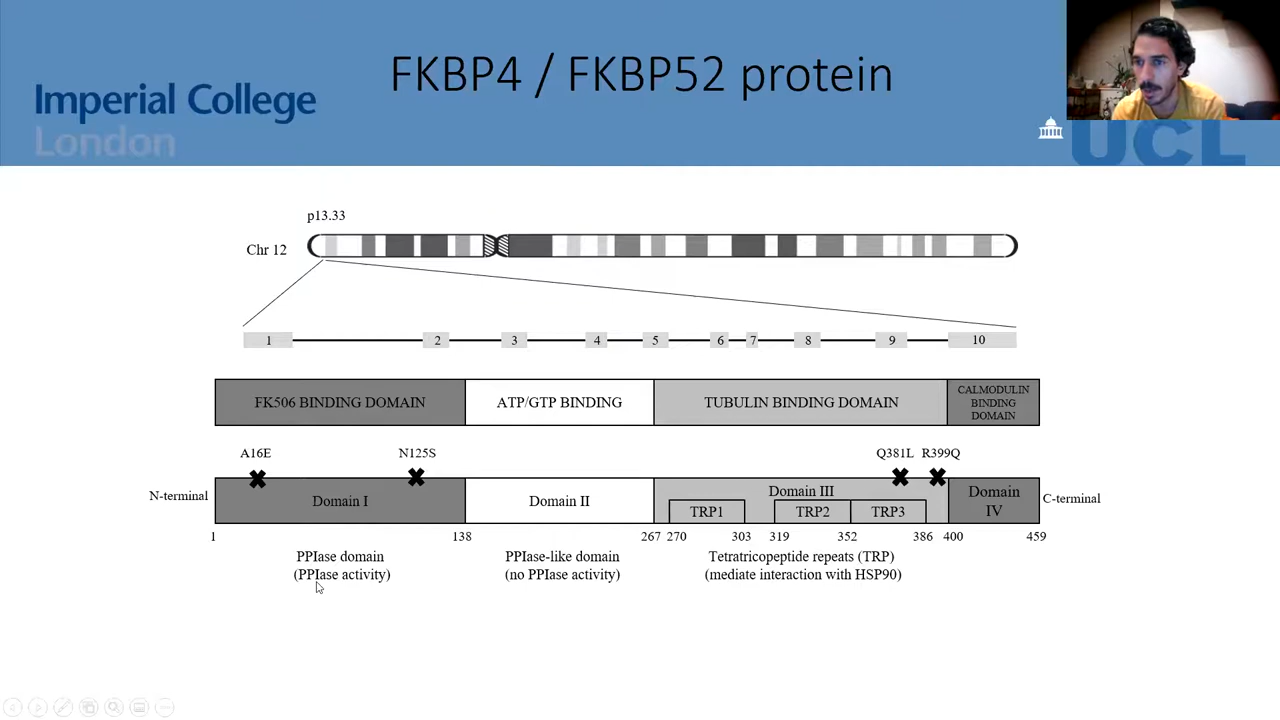 FKBP4 / FKBP52 protein
Imperial College
London
UCL
p13.33
Chr 12
1 2 3 4 5 6 7 8 9 10
FK506 BINDING DOMAIN
ATP/GTP BINDING
TUBULIN BINDING DOMAIN
CALMODULIN
BINDING
DOMAIN
A16E N125S Q381L R399Q
N-terminal
Domain I
Domain II
Domain III
TRP1 TRP2 TRP3
Domain
IV
C-terminal
1 138 267 270 303 319 352 386 400 459
PPIase domain
(PPIase activity)
PPIase-like domain
(no PPIase activity)
Tetratricopeptide repeats (TRP)
(mediate interaction with HSP90)